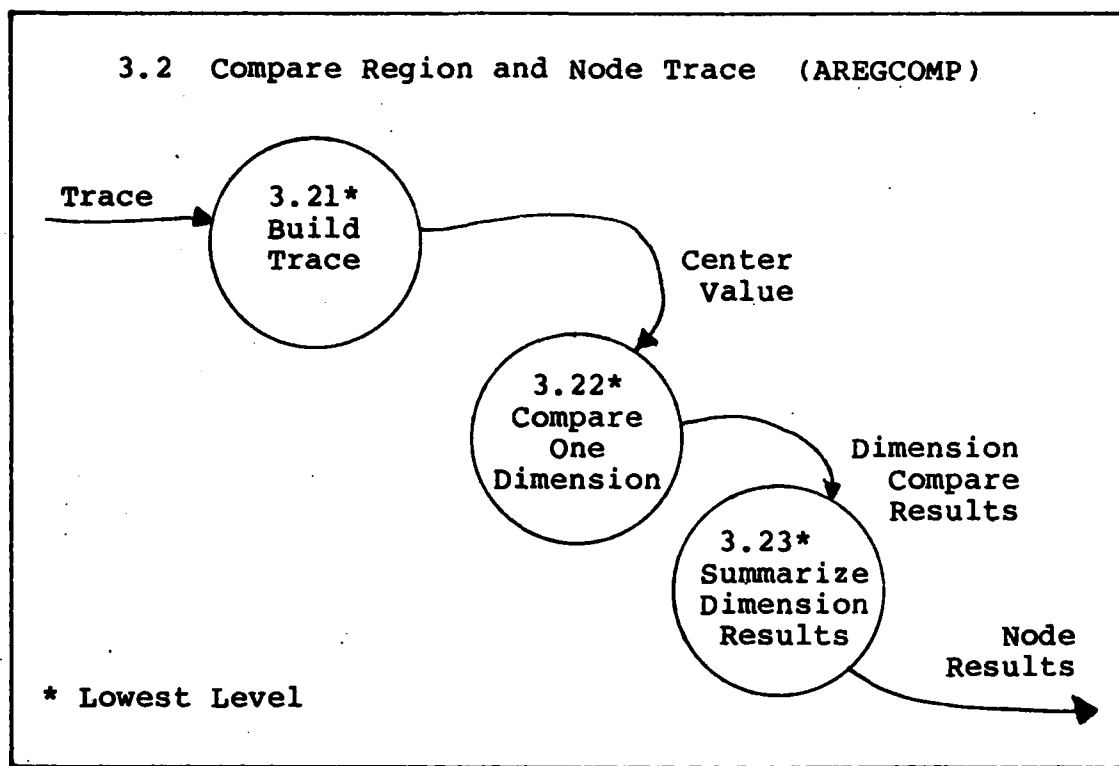 3.2 Compare Region and Node Trace (AREGCOMP)
Trace
3.21*
Build
Trace
Center
Value
3.22*
Compare
One
Dimension
Dimension
Compare
Results
3.23*
Summarize
Dimension
Results
Node
Results
* Lowest Level